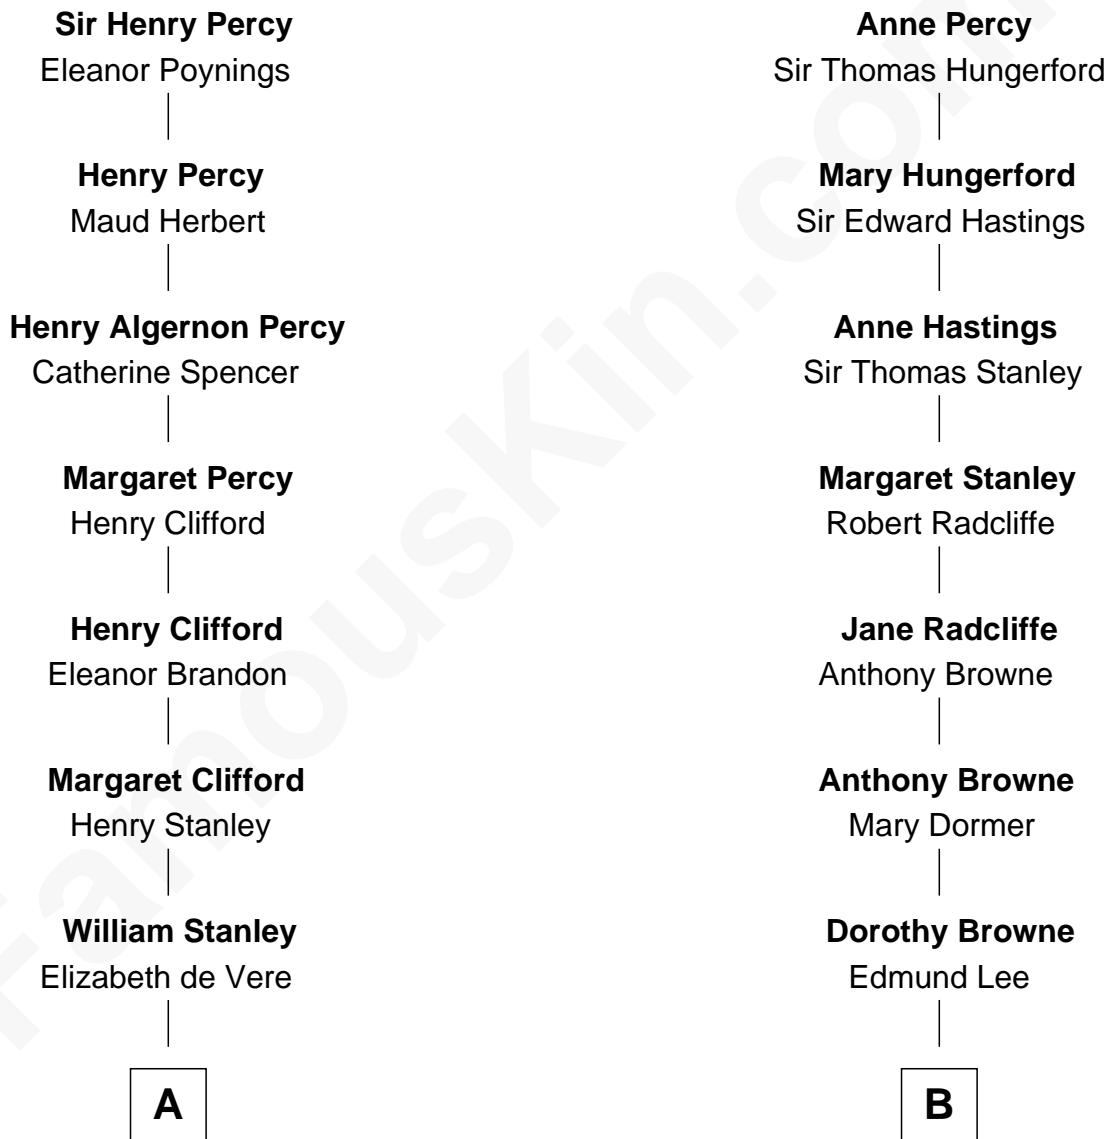 Sir Henry Percy
Eleanor Poynings
Henry Percy
Maud Herbert
Henry Algernon Percy
Catherine Spencer
Margaret Percy
Henry Clifford
Henry Clifford
Eleanor Brandon
Margaret Clifford
Henry Stanley
William Stanley
Elizabeth de Vere
A
Anne Percy
Sir Thomas Hungerford
Mary Hungerford
Sir Edward Hastings
Anne Hastings
Sir Thomas Stanley
Margaret Stanley
Robert Radcliffe
Jane Radcliffe
Anthony Browne
Anthony Browne
Mary Dormer
Dorothy Browne
Edmund Lee
B
FamousKin.com